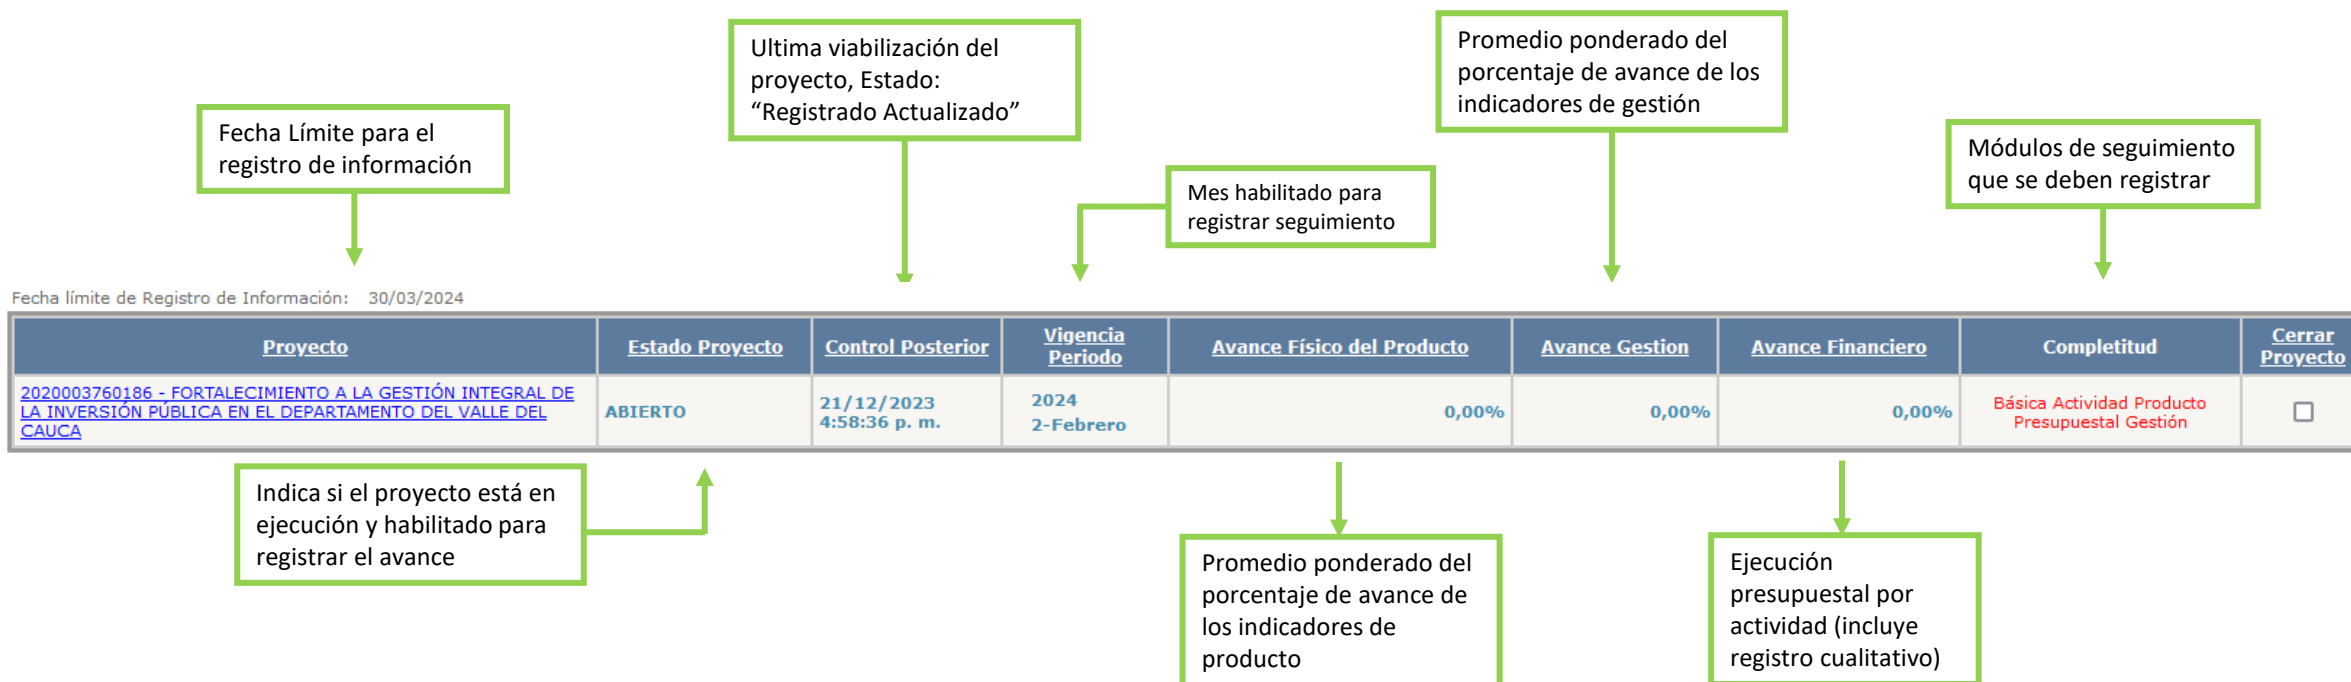 Ultima viabilización del
proyecto, Estado:
“Registrado Actualizado”
Promedio ponderado del
porcentaje de avance de los
indicadores de gestión
Fecha Límite para el
registro de información
Módulos de seguimiento
que se deben registrar
Mes habilitado para
registrar seguimiento
Fecha límite de Registro de Información: 30/03/2024
Proyecto
Estado Proyecto
Control Posterior
Vigencia
Periodo
Avance Físico del Producto
Avance Gestion
Avance Financiero
Completitud
Cerrar
Proyecto
2020003760186 - FORTALECIMIENTO A LA GESTIÓN INTEGRAL DE
LA INVERSIÓN PÚBLICA EN EL DEPARTAMENTO DEL VALLE DEL
CAUCA
ABIERTO
21/12/2023
4:58:36 p. m.
2024
2-Febrero
0,00%
0,00%
0,00%
Básica Actividad Producto
Presupuestal Gestión
Indica si el proyecto está en
ejecución y habilitado para
registrar el avance
Promedio ponderado del
porcentaje de avance de
los indicadores de
producto
Ejecución
presupuestal por
actividad (incluye
registro cualitativo)